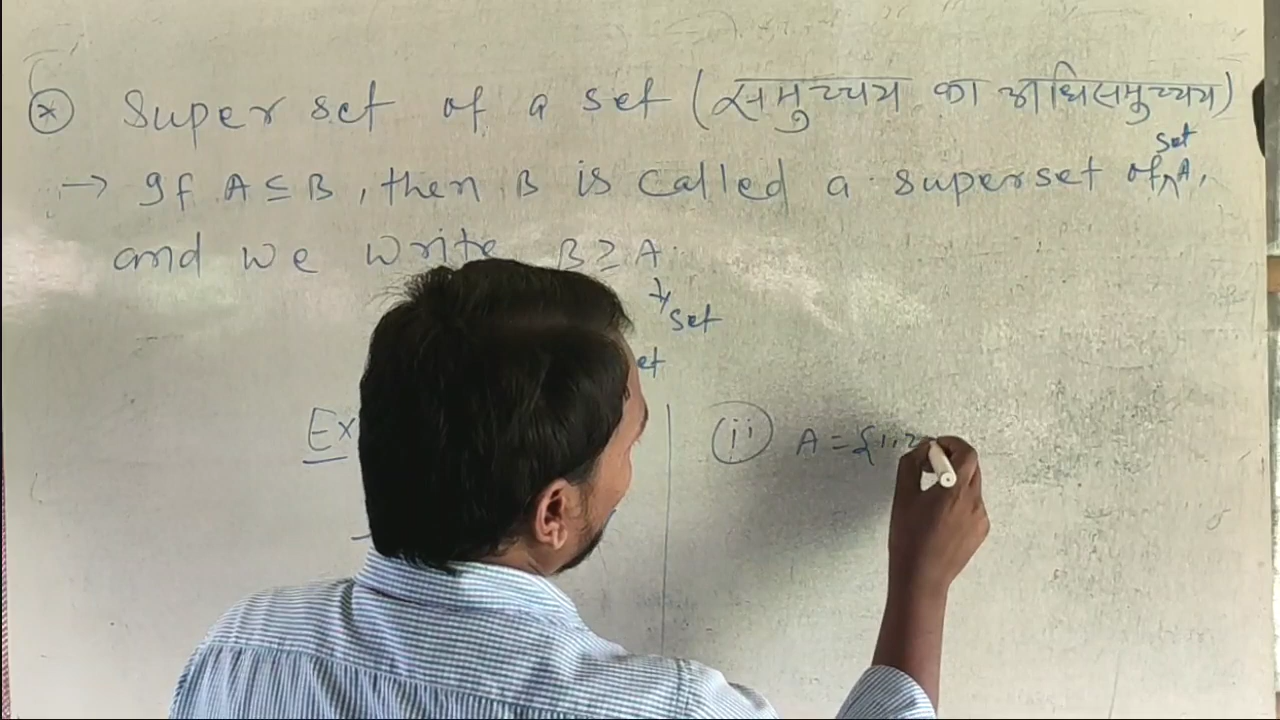 * Super set of a set (समुच्चय का अधिसमुच्चय)
→ If A ⊆ B, then B is called a superset of set A,
and we write B ⊇ A.
set
et
Ex
(ii) A = {1, 2